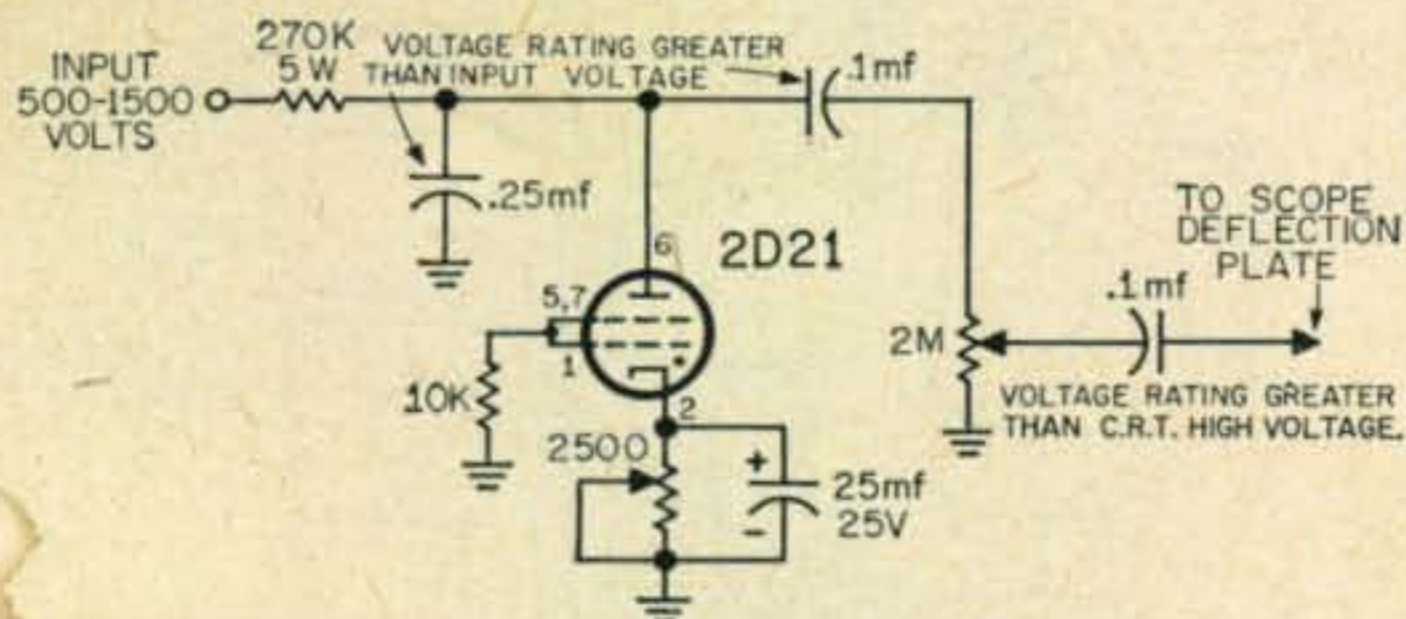 INPUT
500-1500
VOLTS
270K
5W
VOLTAGE RATING GREATER
THAN INPUT VOLTAGE
.1mf
.25mf
6
2D21
5,7
1
10K
2
2500
+
-
25mf
25V
2M
.1mf
TO SCOPE
DEFLECTION
PLATE
VOLTAGE RATING GREATER
THAN C.R.T. HIGH VOLTAGE.